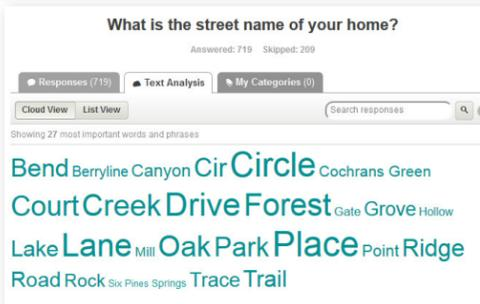 What is the street name of your home?
Answered: 719 Skipped: 209
Responses (719) Text Analysis My Categories (0)
Cloud View List View Search responses
Showing 27 most important words and phrases
Bend Berryline Canyon Cir Circle Cochrans Green
Court Creek Drive Forest Gate Grove Hollow
Lake Lane Mill Oak Park Place Point Ridge
Road Rock Six Pines Springs Trace Trail